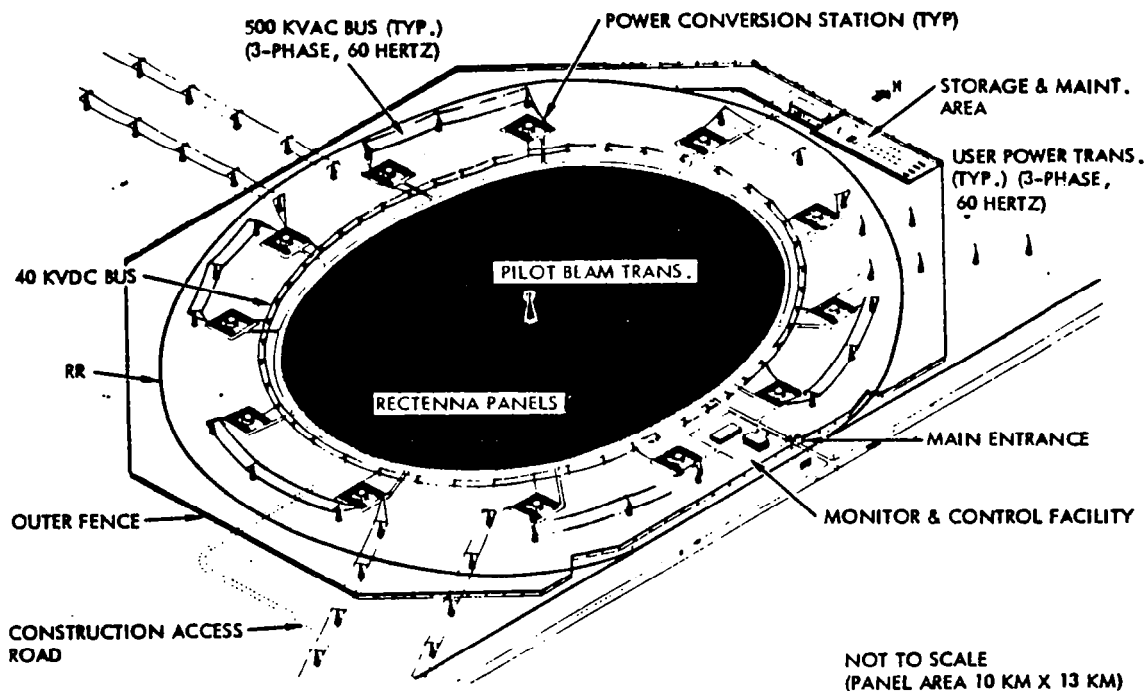 500 KVAC BUS (TYP.)
(3-PHASE, 60 HERTZ)
POWER CONVERSION STATION (TYP)
N
STORAGE & MAINT.
AREA
USER POWER TRANS.
(TYP.) (3-PHASE,
60 HERTZ)
40 KVDC BUS
PILOT BEAM TRANS.
RR
RECTENNA PANELS
MAIN ENTRANCE
OUTER FENCE
MONITOR & CONTROL FACILITY
CONSTRUCTION ACCESS
ROAD
NOT TO SCALE
(PANEL AREA 10 KM X 13 KM)